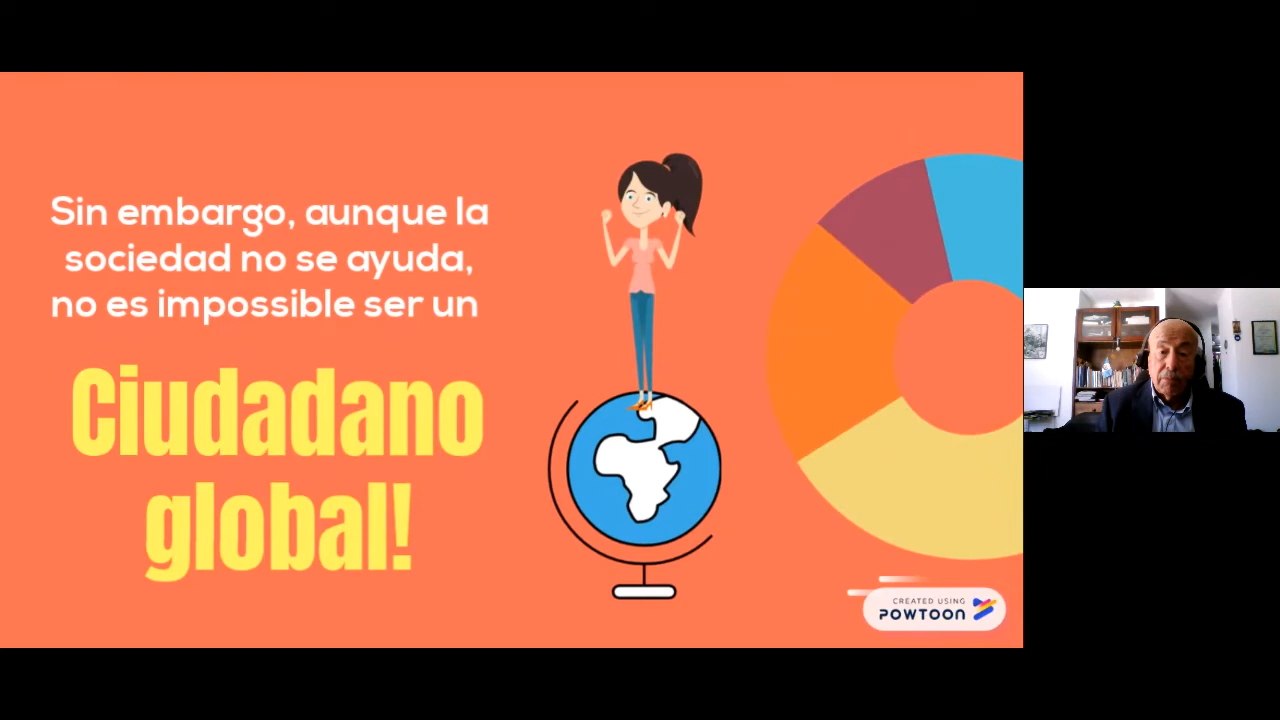 Sin embargo, aunque la
sociedad no se ayuda,
no es impossible ser un
Ciudadano
global!
CREATED USING
POWTOON